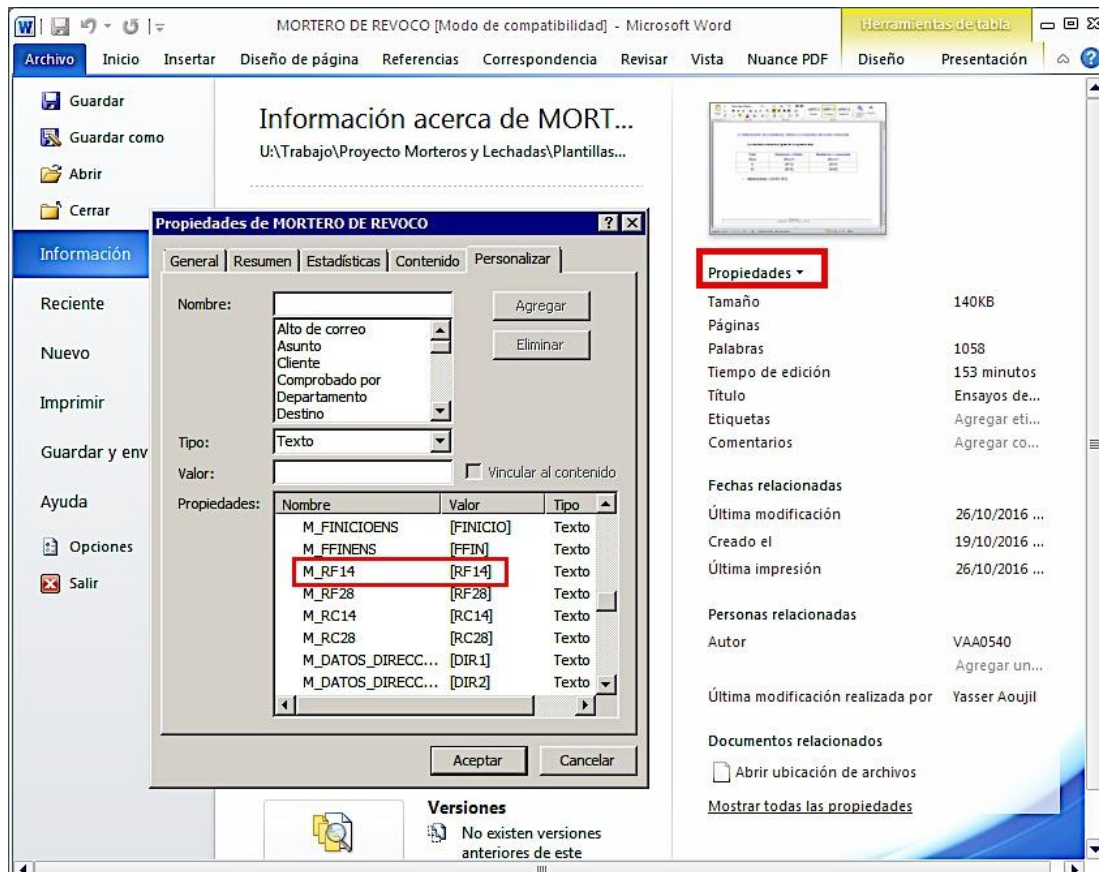 MORTERO DE REVOCO [Modo de compatibilidad] - Microsoft Word
Herramientas de tabla
Archivo Inicio Insertar Diseño de página Referencias Correspondencia Revisar Vista Nuance PDF Diseño Presentación
Guardar
Guardar como
Abrir
Cerrar
Información
Reciente
Nuevo
Imprimir
Guardar y env
Ayuda
Opciones
Salir
Información acerca de MORT...
U:\Trabajo\Proyecto Morteros y Lechadas\Plantillas...
Propiedades de MORTERO DE REVOCO
General Resumen Estadísticas Contenido Personalizar
Nombre:
Agregar
Alto de correo
Asunto
Cliente
Comprobado por
Departamento
Destino
Eliminar
Tipo: Texto
Valor:
Vincular al contenido
Propiedades:
Nombre Valor Tipo
M_FINICIOENS [FINICIO] Texto
M_FFINENS [FFIN] Texto
M_RF14 [RF14] Texto
M_RF28 [RF28] Texto
M_RC14 [RC14] Texto
M_RC28 [RC28] Texto
M_DATOS_DIRECC... [DIR1] Texto
M_DATOS_DIRECC... [DIR2] Texto
Aceptar Cancelar
Versiones
No existen versiones
anteriores de este
Propiedades
Tamaño 140KB
Páginas
Palabras 1058
Tiempo de edición 153 minutos
Título Ensayos de...
Etiquetas Agregar eti...
Comentarios Agregar co...
Fechas relacionadas
Última modificación 26/10/2016 ...
Creado el 19/10/2016 ...
Última impresión 26/10/2016 ...
Personas relacionadas
Autor VAA0540
Agregar un...
Última modificación realizada por Yasser Aoujil
Documentos relacionados
Abrir ubicación de archivos
Mostrar todas las propiedades